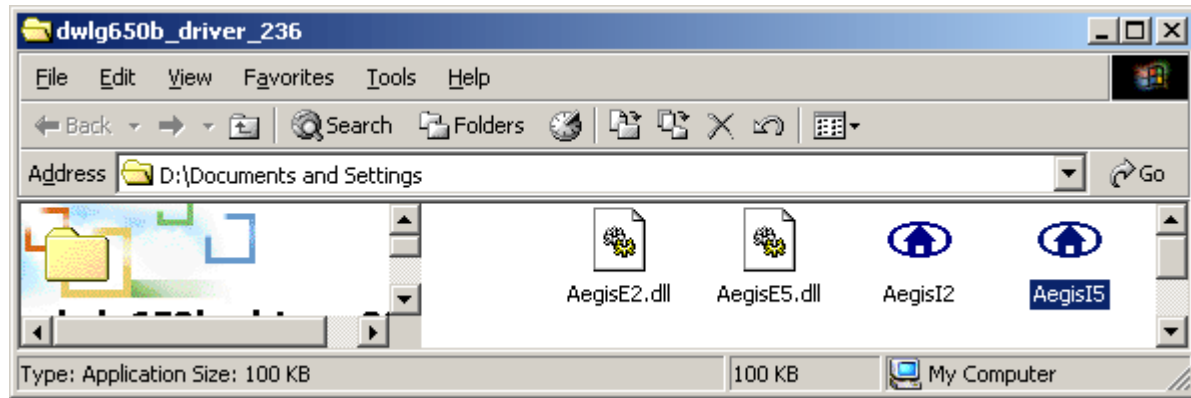 dwlg650b_driver_236
File Edit View Favorites Tools Help
Back Search Folders
Address D:\Documents and Settings Go
AegisE2.dll AegisE5.dll AegisI2 AegisI5
Type: Application Size: 100 KB 100 KB My Computer